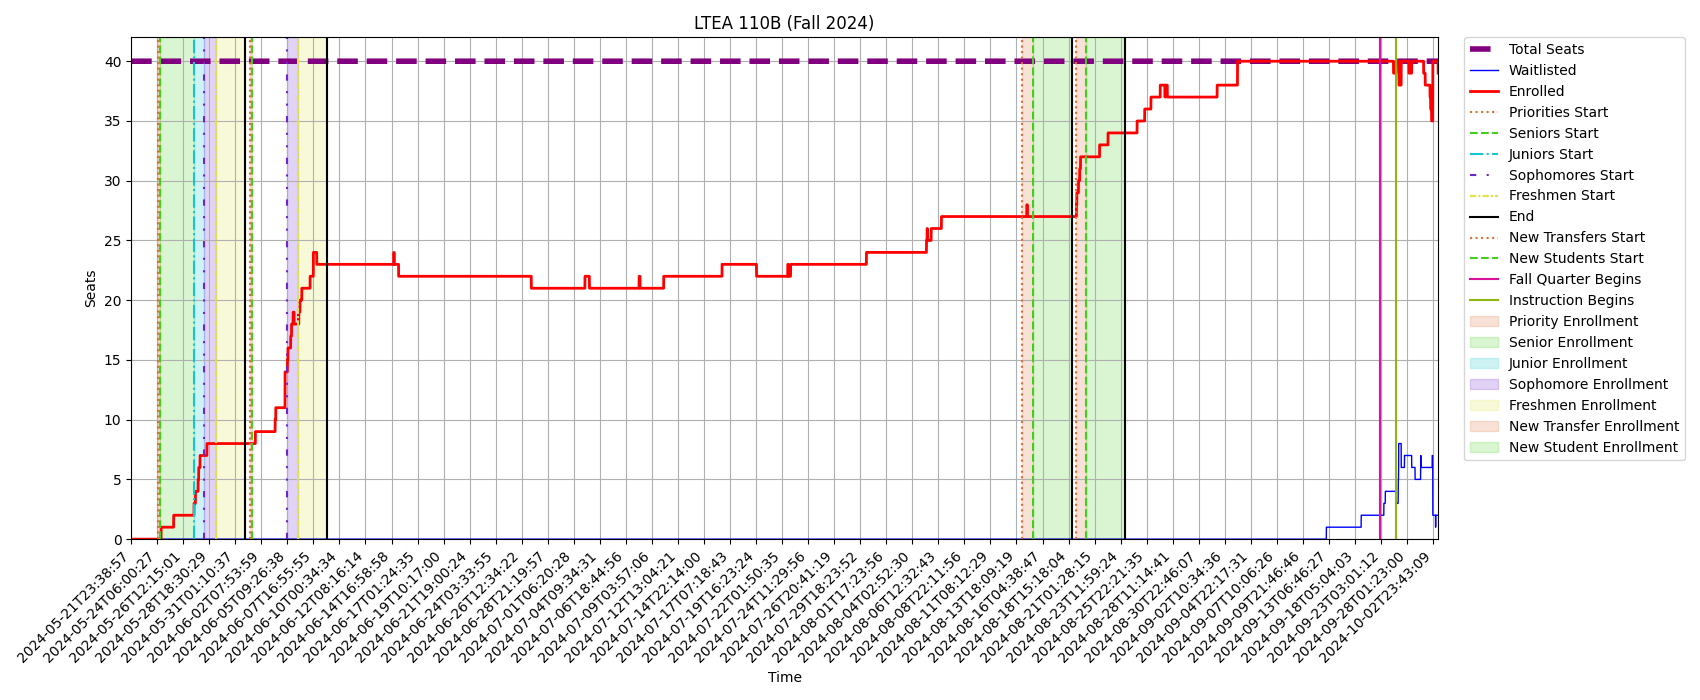 LTEA 110B (Fall 2024)
Seats
40
35
30
25
20
15
10
5
0
2024-05-21T23:38:57
2024-05-24T06:00:27
2024-05-26T12:15:01
2024-05-28T18:30:29
2024-05-31T01:10:37
2024-06-02T07:53:59
2024-06-05T09:26:38
2024-06-07T16:55:53
2024-06-10T00:34:34
2024-06-12T08:16:14
2024-06-14T16:58:58
2024-06-17T01:24:35
2024-06-19T10:17:00
2024-06-21T19:00:24
2024-06-24T03:33:55
2024-06-26T12:34:22
2024-06-28T21:19:57
2024-07-01T06:20:28
2024-07-04T09:34:31
2024-07-06T18:44:56
2024-07-09T03:57:06
2024-07-12T13:04:21
2024-07-14T22:14:00
2024-07-17T07:18:43
2024-07-19T16:23:24
2024-07-22T01:50:35
2024-07-24T11:29:56
2024-07-26T20:41:19
2024-07-29T18:23:52
2024-08-01T17:23:56
2024-08-04T02:52:30
2024-08-06T12:32:43
2024-08-08T22:11:56
2024-08-11T08:12:29
2024-08-13T18:09:19
2024-08-16T04:38:47
2024-08-18T15:18:04
2024-08-21T01:28:15
2024-08-23T11:59:24
2024-08-25T22:21:35
2024-08-28T11:14:41
2024-08-30T22:46:07
2024-09-02T10:34:36
2024-09-04T22:17:31
2024-09-07T10:06:26
2024-09-09T21:46:46
2024-09-13T06:46:27
2024-09-18T05:04:03
2024-09-23T03:01:12
2024-09-28T01:23:00
2024-10-02T23:43:09
Time
Total Seats
Waitlisted
Enrolled
Priorities Start
Seniors Start
Juniors Start
Sophomores Start
Freshmen Start
End
New Transfers Start
New Students Start
Fall Quarter Begins
Instruction Begins
Priority Enrollment
Senior Enrollment
Junior Enrollment
Sophomore Enrollment
Freshmen Enrollment
New Transfer Enrollment
New Student Enrollment